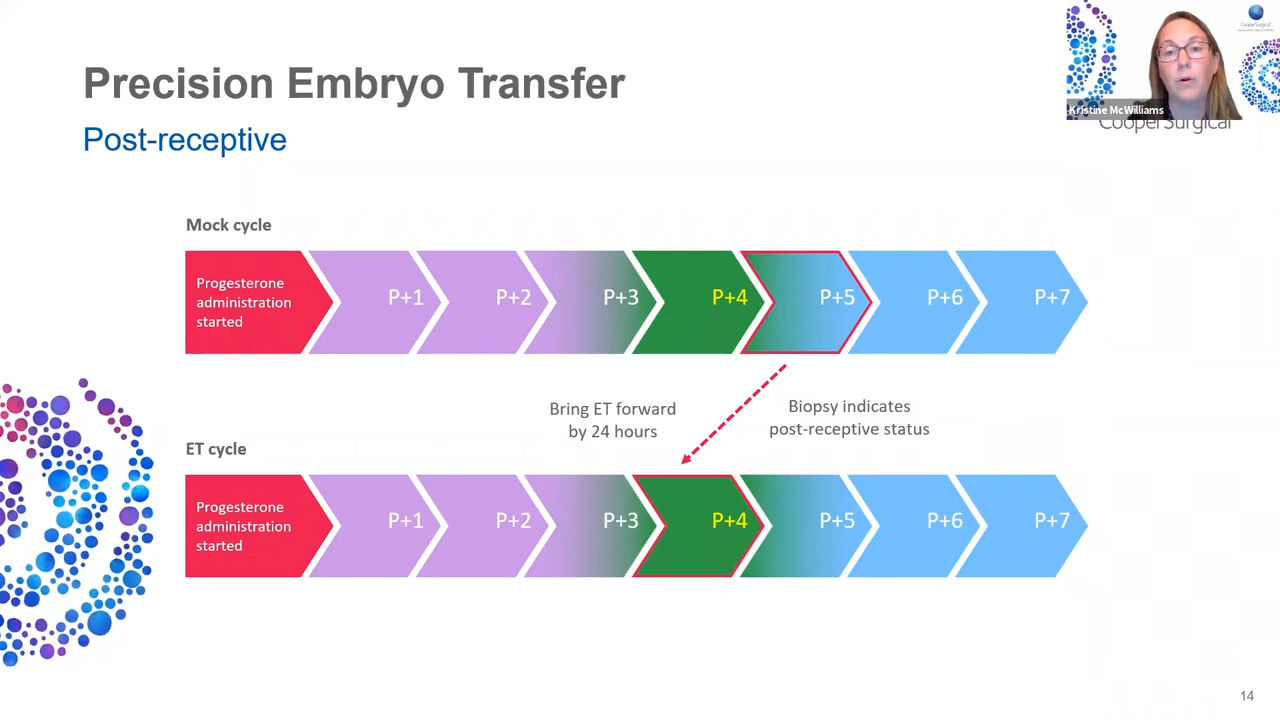 Precision Embryo Transfer
Post-receptive
Kristine McWilliams
CooperSurgical
CooperSurgical
Mock cycle
Progesterone
administration
started
P+1
P+2
P+3
P+4
P+5
P+6
P+7
Bring ET forward
by 24 hours
Biopsy indicates
post-receptive status
ET cycle
Progesterone
administration
started
P+1
P+2
P+3
P+4
P+5
P+6
P+7
14